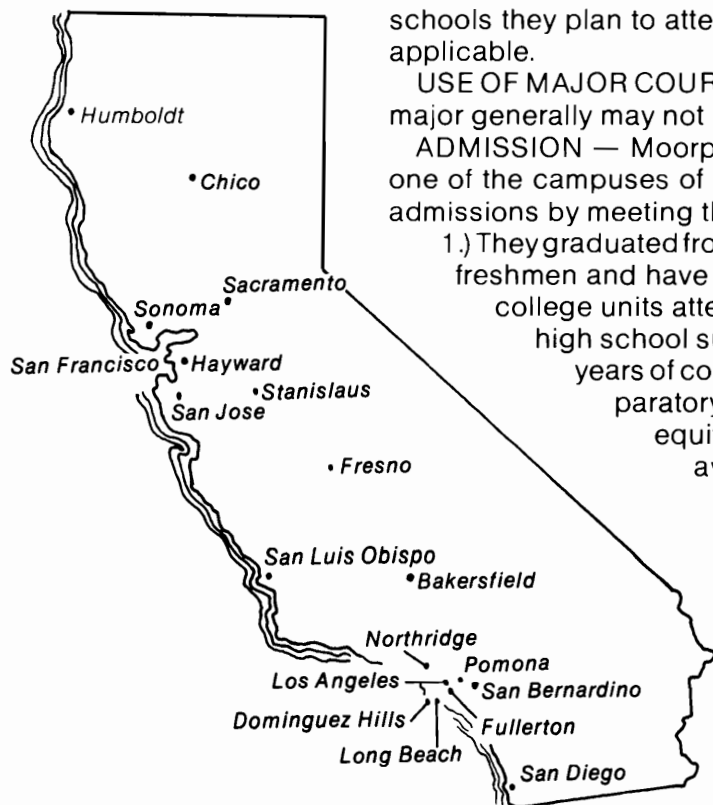 schools they plan to atte
applicable.
USE OF MAJOR COUR
major generally may not
ADMISSION — Moorp
one of the campuses of
admissions by meeting th
1.) They graduated fro
freshmen and have
college units atte
high school su
years of co
paratory
equi
av
Humboldt
Chico
Sacramento
Sonoma
San Francisco
Hayward
Stanislaus
San Jose
Fresno
San Luis Obispo
Bakersfield
Northridge
Pomona
Los Angeles
San Bernardino
Dominguez Hills
Fullerton
Long Beach
San Diego